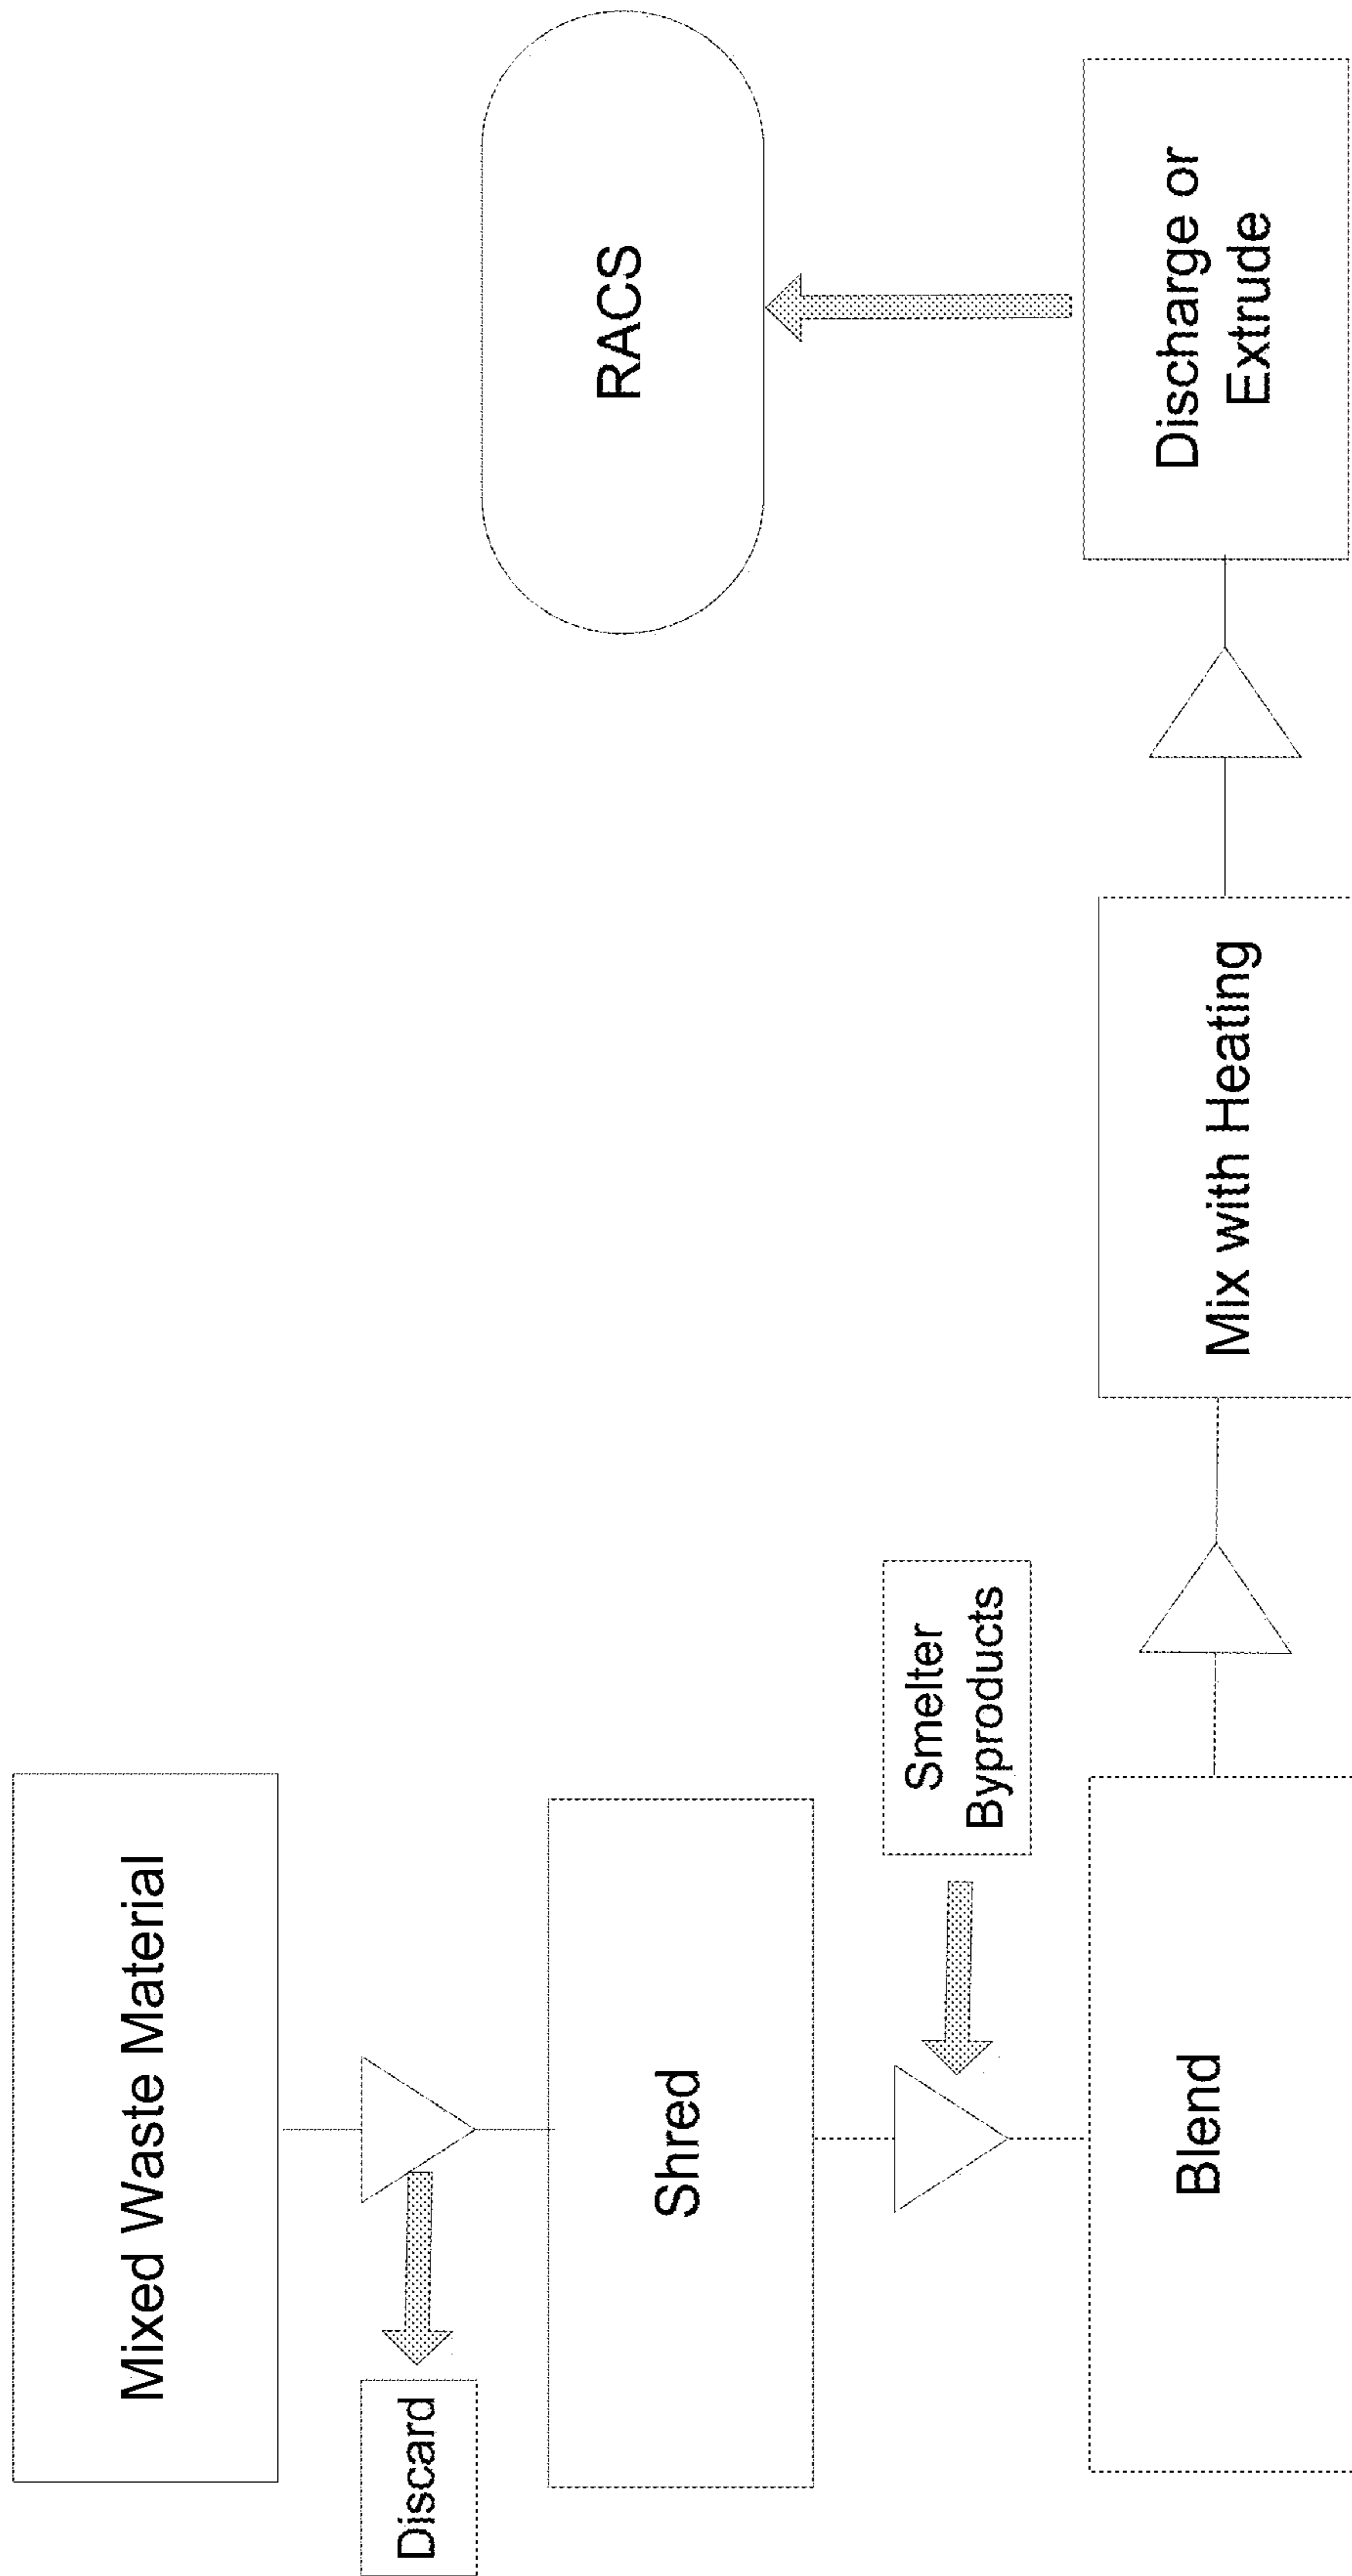 Mixed Waste Material
Discard
Shred
Smelter
Byproducts
Blend
Mix with Heating
Discharge or
Extrude
RACS